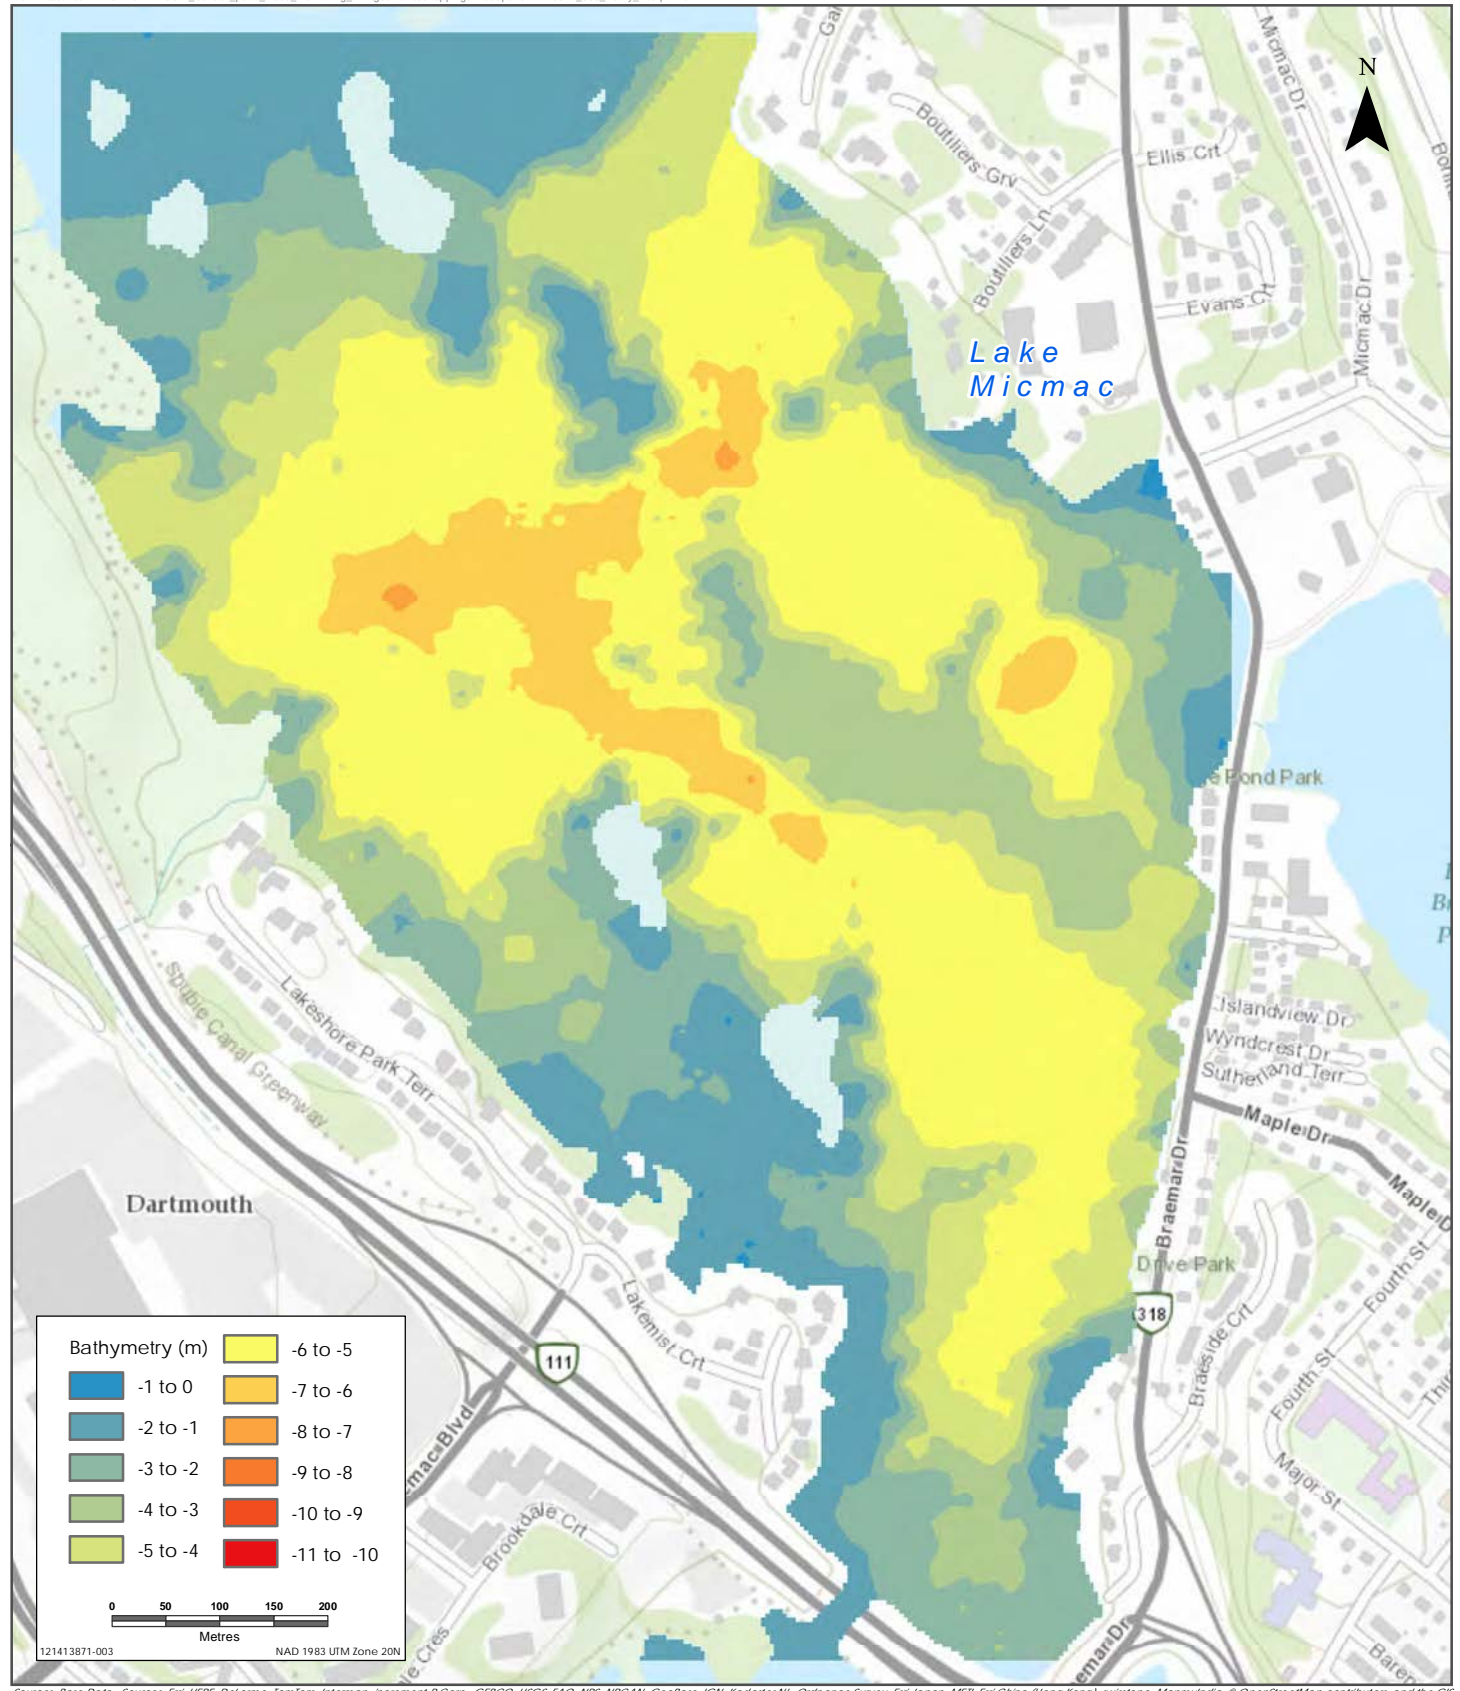 N
Micmac Dr
Boutiliers Grv
Ellis Crt
Boutiliers Ln
Evans Crt
Micmac Dr
Lake
Micmac
e Pond Park
Islandview Dr
Wyndcrest Dr
Sutherland Terr
Maple Dr
Maple D
Spubie Canal Greenway
Lakeshore Park Terr
Dartmouth
Braemar Dr
Drive Park
318
Fourth St
Braeside Crt
Fourth St
Lakemist Crt
111
Major St
emac Blvd
Brookdale Crt
emar Dr
Bathymetry (m)
-1 to 0
-2 to -1
-3 to -2
-4 to -3
-5 to -4
-6 to -5
-7 to -6
-8 to -7
-9 to -8
-10 to -9
-11 to -10
0 50 100 150 200
Metres
121413871-003
NAD 1983 UTM Zone 20N